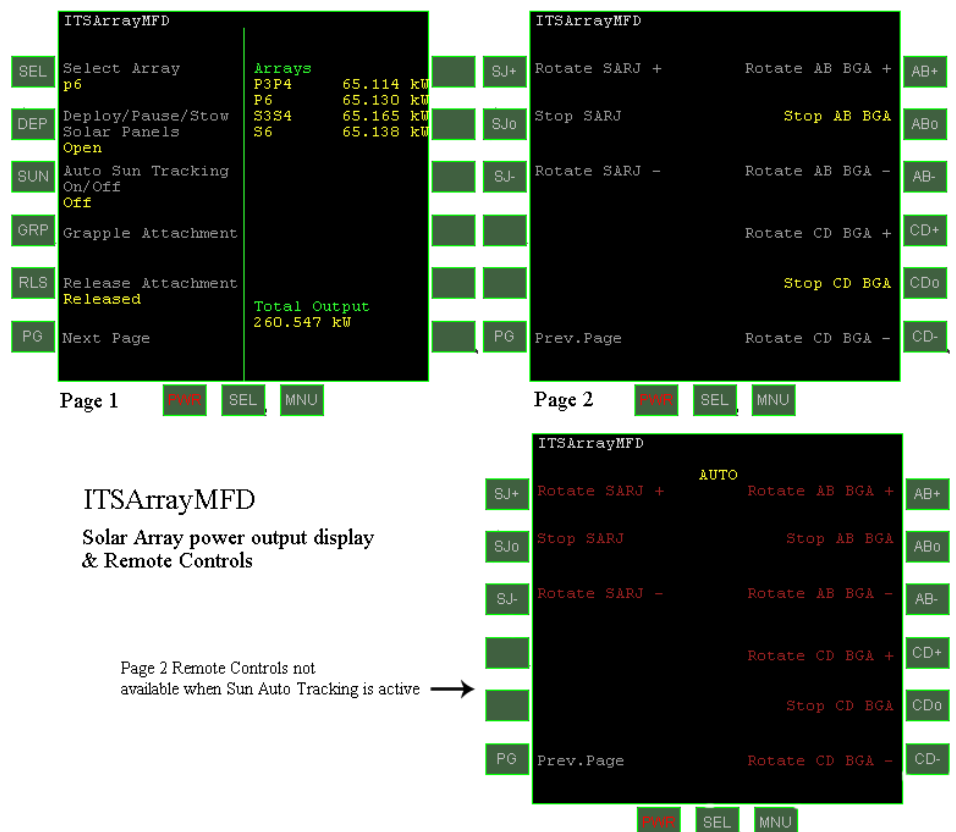 ITSArrayMFD
SEL Select Array
p6
DEP Deploy/Pause/Stow
Solar Panels
Open
SUN Auto Sun Tracking
On/Off
Off
GRP Grapple Attachment
RLS Release Attachment
Released
PG Next Page
Arrays
P3P4 65.114 kW
P6 65.130 kW
S3S4 65.165 kW
S6 65.138 kW
Total Output
260.547 kW
Page 1 PWR SEL MNU
ITSArrayMFD
SJ+ Rotate SARJ + Rotate AB BGA + AB+
SJo Stop SARJ Stop AB BGA ABo
SJ- Rotate SARJ - Rotate AB BGA - AB-
Rotate CD BGA + CD+
Stop CD BGA CDo
PG Prev.Page Rotate CD BGA - CD-
Page 2 PWR SEL MNU
ITSArrayMFD
Solar Array power output display
& Remote Controls
Page 2 Remote Controls not
available when Sun Auto Tracking is active
ITSArrayMFD
AUTO
SJ+ Rotate SARJ + Rotate AB BGA + AB+
SJo Stop SARJ Stop AB BGA ABo
SJ- Rotate SARJ - Rotate AB BGA - AB-
Rotate CD BGA + CD+
Stop CD BGA CDo
PG Prev.Page Rotate CD BGA - CD-
PWR SEL MNU